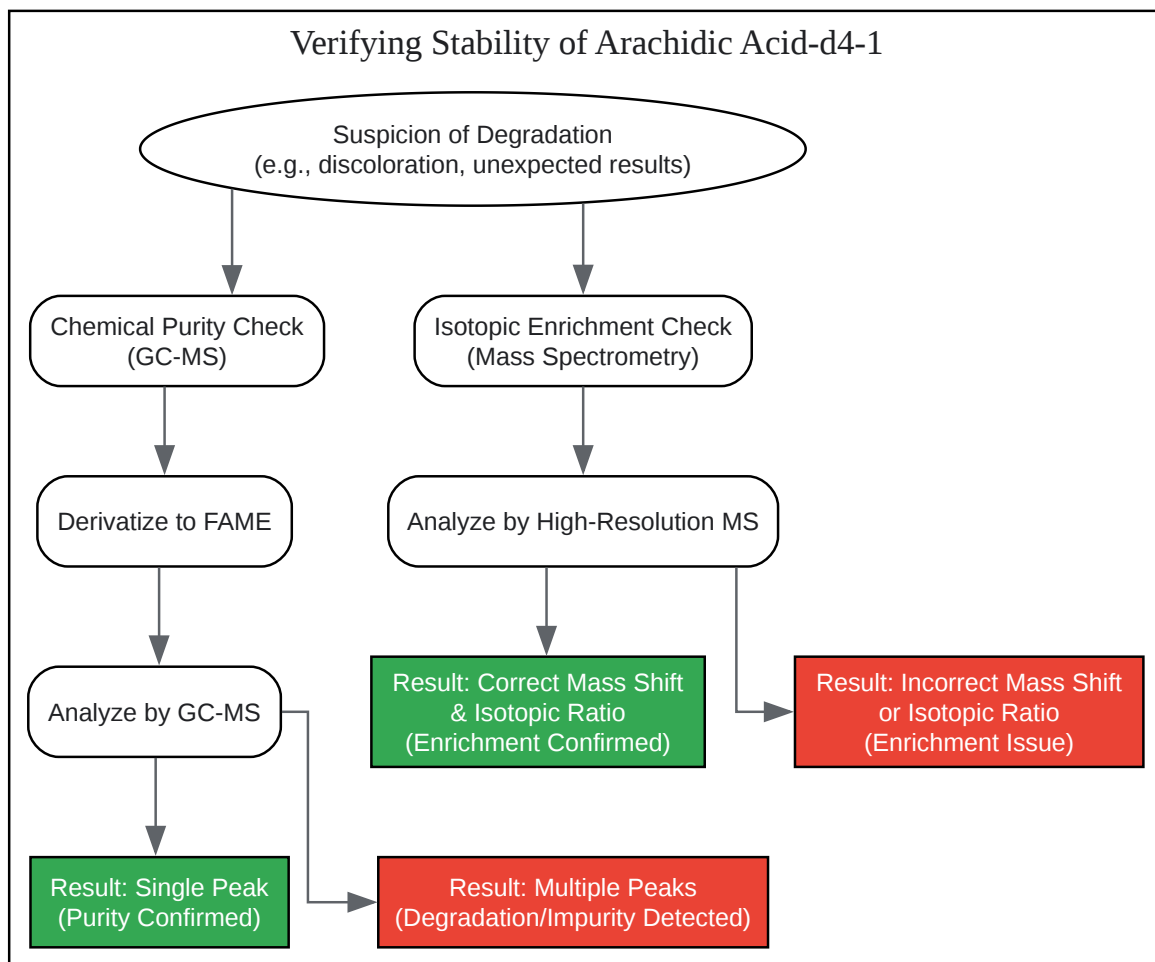 Verifying Stability of Arachidic Acid-d4-1
Suspicion of Degradation
(e.g., discoloration, unexpected results)
Chemical Purity Check
(GC-MS)
Isotopic Enrichment Check
(Mass Spectrometry)
Derivatize to FAME
Analyze by High-Resolution MS
Analyze by GC-MS
Result: Correct Mass Shift
& Isotopic Ratio
(Enrichment Confirmed)
Result: Incorrect Mass Shift
or Isotopic Ratio
(Enrichment Issue)
Result: Single Peak
(Purity Confirmed)
Result: Multiple Peaks
(Degradation/Impurity Detected)